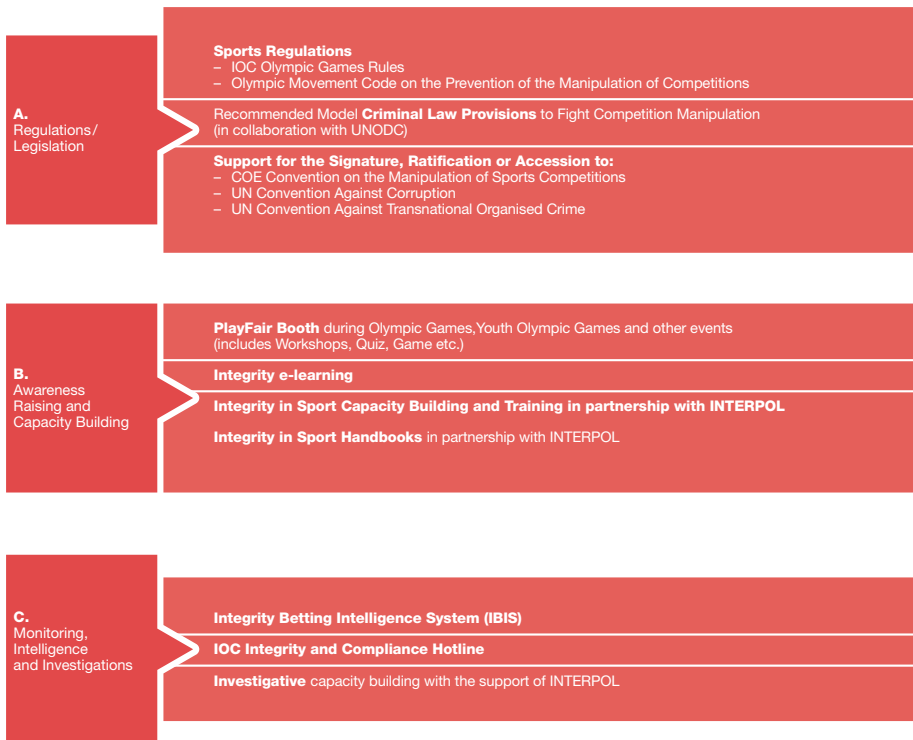 A.
Regulations/
Legislation
Sports Regulations
– IOC Olympic Games Rules
– Olympic Movement Code on the Prevention of the Manipulation of Competitions
Recommended Model Criminal Law Provisions to Fight Competition Manipulation
(in collaboration with UNODC)
Support for the Signature, Ratification or Accession to:
– COE Convention on the Manipulation of Sports Competitions
– UN Convention Against Corruption
– UN Convention Against Transnational Organised Crime
B.
Awareness
Raising and
Capacity Building
PlayFair Booth during Olympic Games,Youth Olympic Games and other events
(includes Workshops, Quiz, Game etc.)
Integrity e-learning
Integrity in Sport Capacity Building and Training in partnership with INTERPOL
Integrity in Sport Handbooks in partnership with INTERPOL
C.
Monitoring,
Intelligence
and Investigations
Integrity Betting Intelligence System (IBIS)
IOC Integrity and Compliance Hotline
Investigative capacity building with the support of INTERPOL